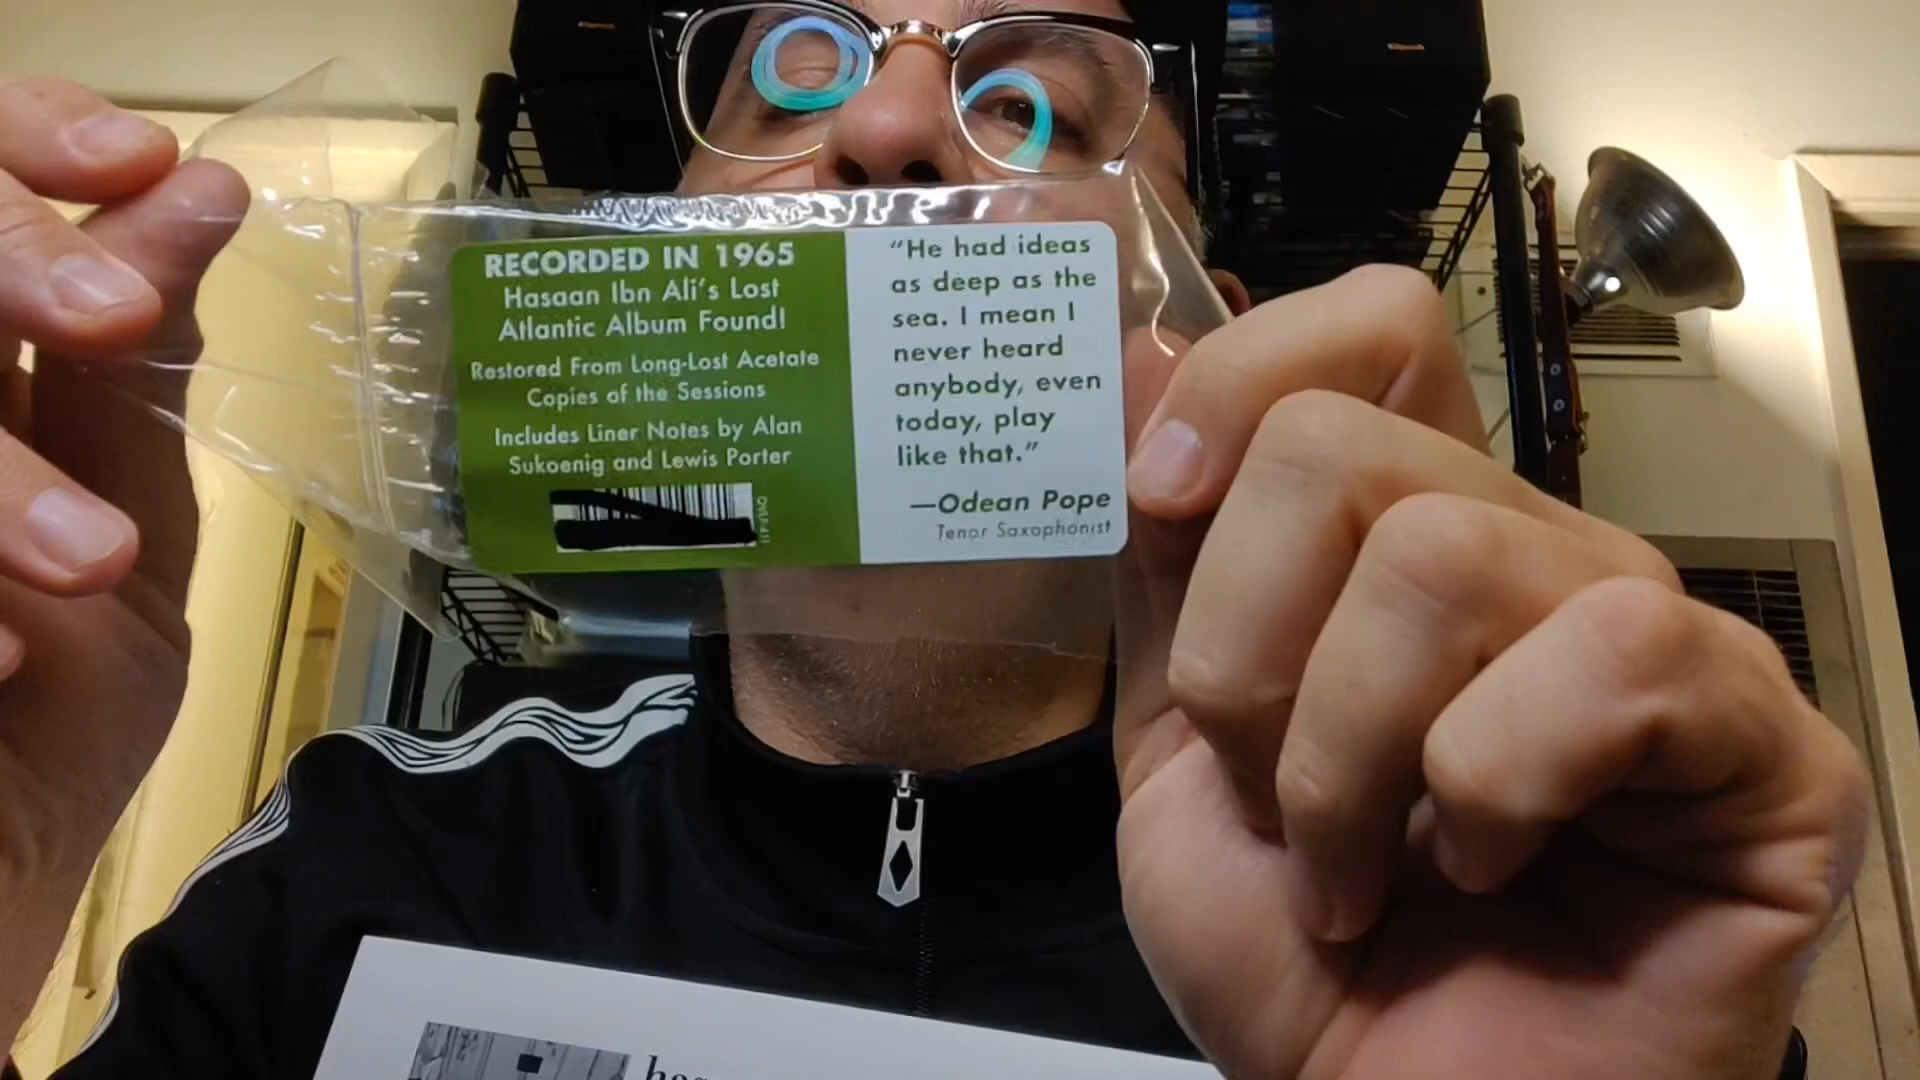 RECORDED IN 1965
Hasaan Ibn Ali's Lost
Atlantic Album Found!
Restored From Long-Lost Acetate
Copies of the Sessions
Includes Liner Notes by Alan
Sukoenig and Lewis Porter
"He had ideas
as deep as the
sea. I mean I
never heard
anybody, even
today, play
like that."
—Odean Pope
Tenor Saxophonist
Klipsch
Klipsch